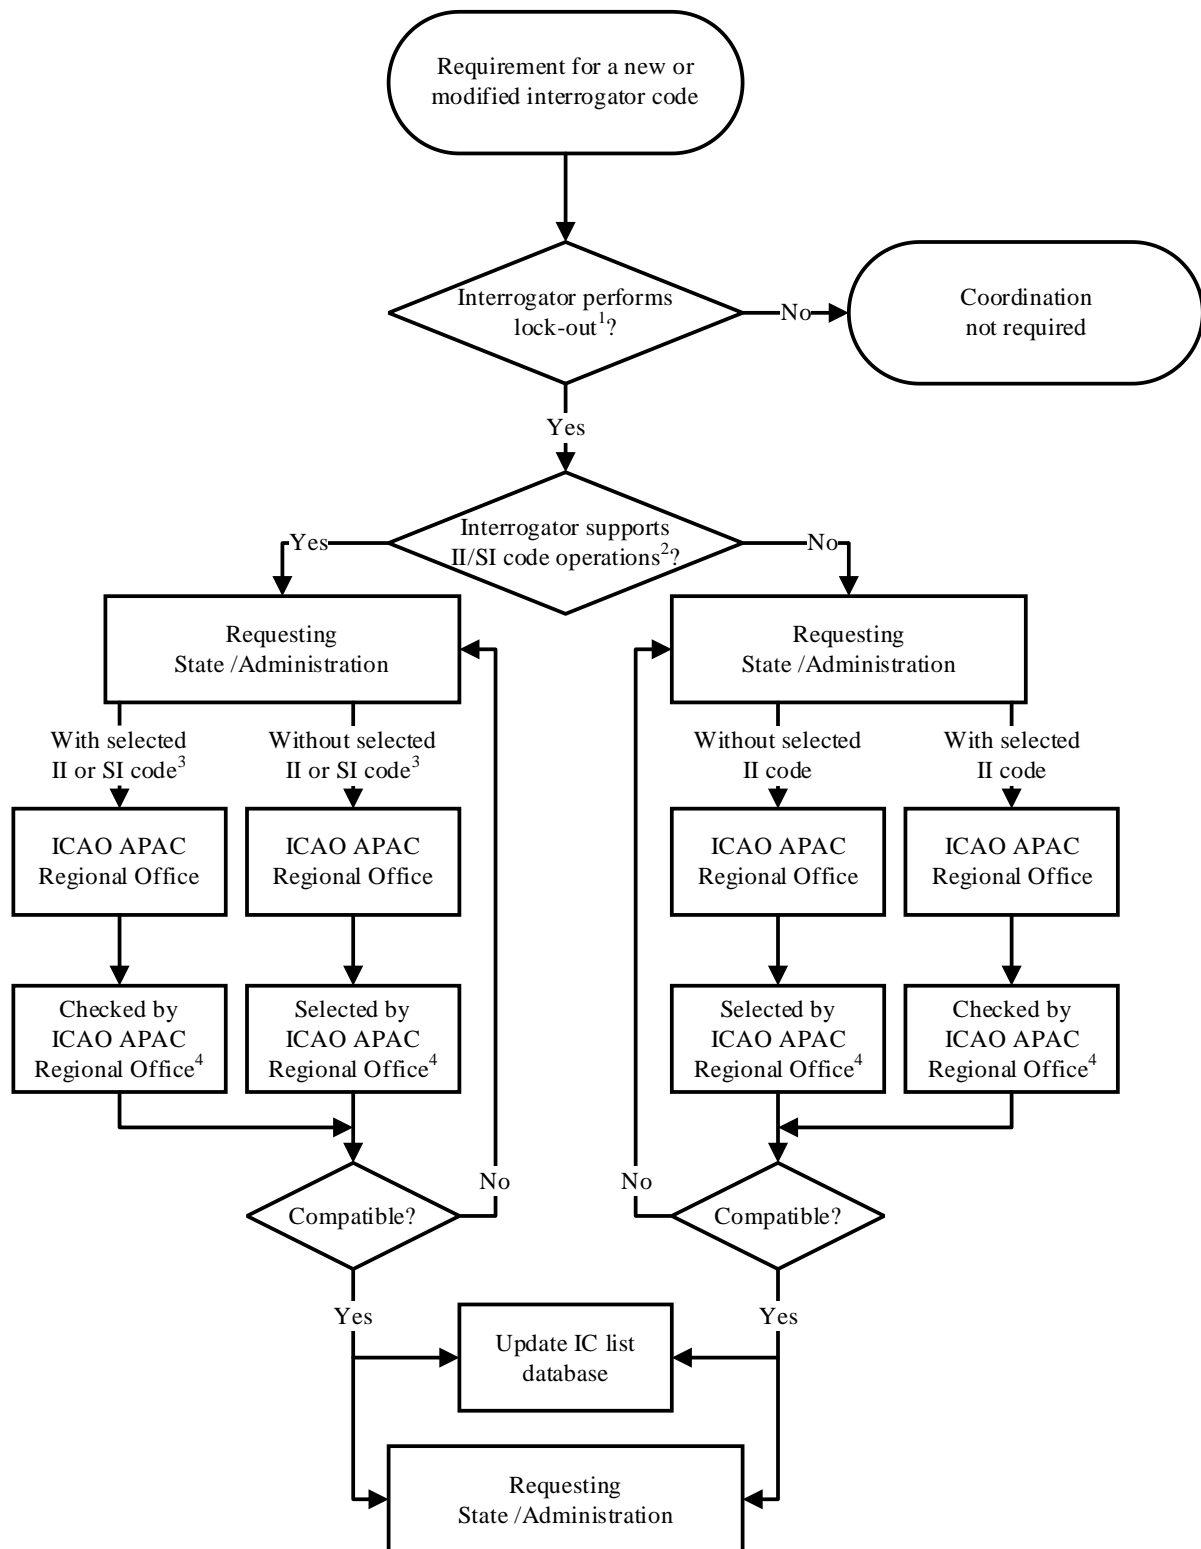 Requirement for a new or
modified interrogator code
Interrogator performs
lock-out¹?
No
Coordination
not required
Yes
Interrogator supports
II/SI code operations²?
Yes
No
Requesting
State /Administration
Requesting
State /Administration
With selected
II or SI code³
Without selected
II or SI code³
Without selected
II code
With selected
II code
ICAO APAC
Regional Office
ICAO APAC
Regional Office
ICAO APAC
Regional Office
ICAO APAC
Regional Office
Checked by
ICAO APAC
Regional Office⁴
Selected by
ICAO APAC
Regional Office⁴
Selected by
ICAO APAC
Regional Office⁴
Checked by
ICAO APAC
Regional Office⁴
Compatible?
No
No
Compatible?
Yes
Yes
Update IC list
database
Requesting
State /Administration